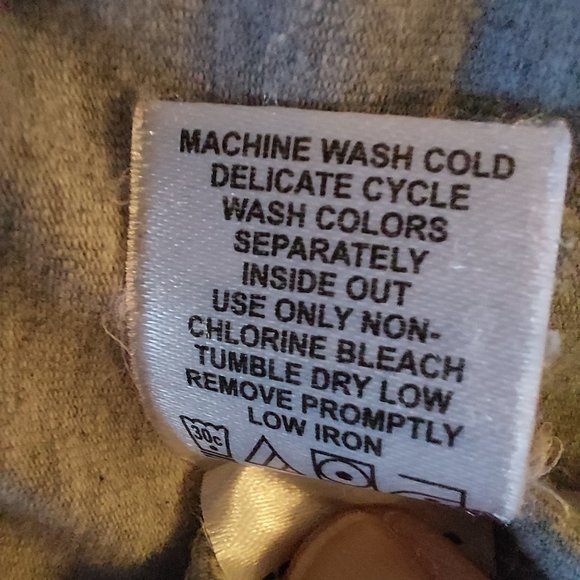 MACHINE WASH COLD
DELICATE CYCLE
WASH COLORS
SEPARATELY
INSIDE OUT
USE ONLY NON-
CHLORINE BLEACH
TUMBLE DRY LOW
REMOVE PROMPTLY
LOW IRON
30c